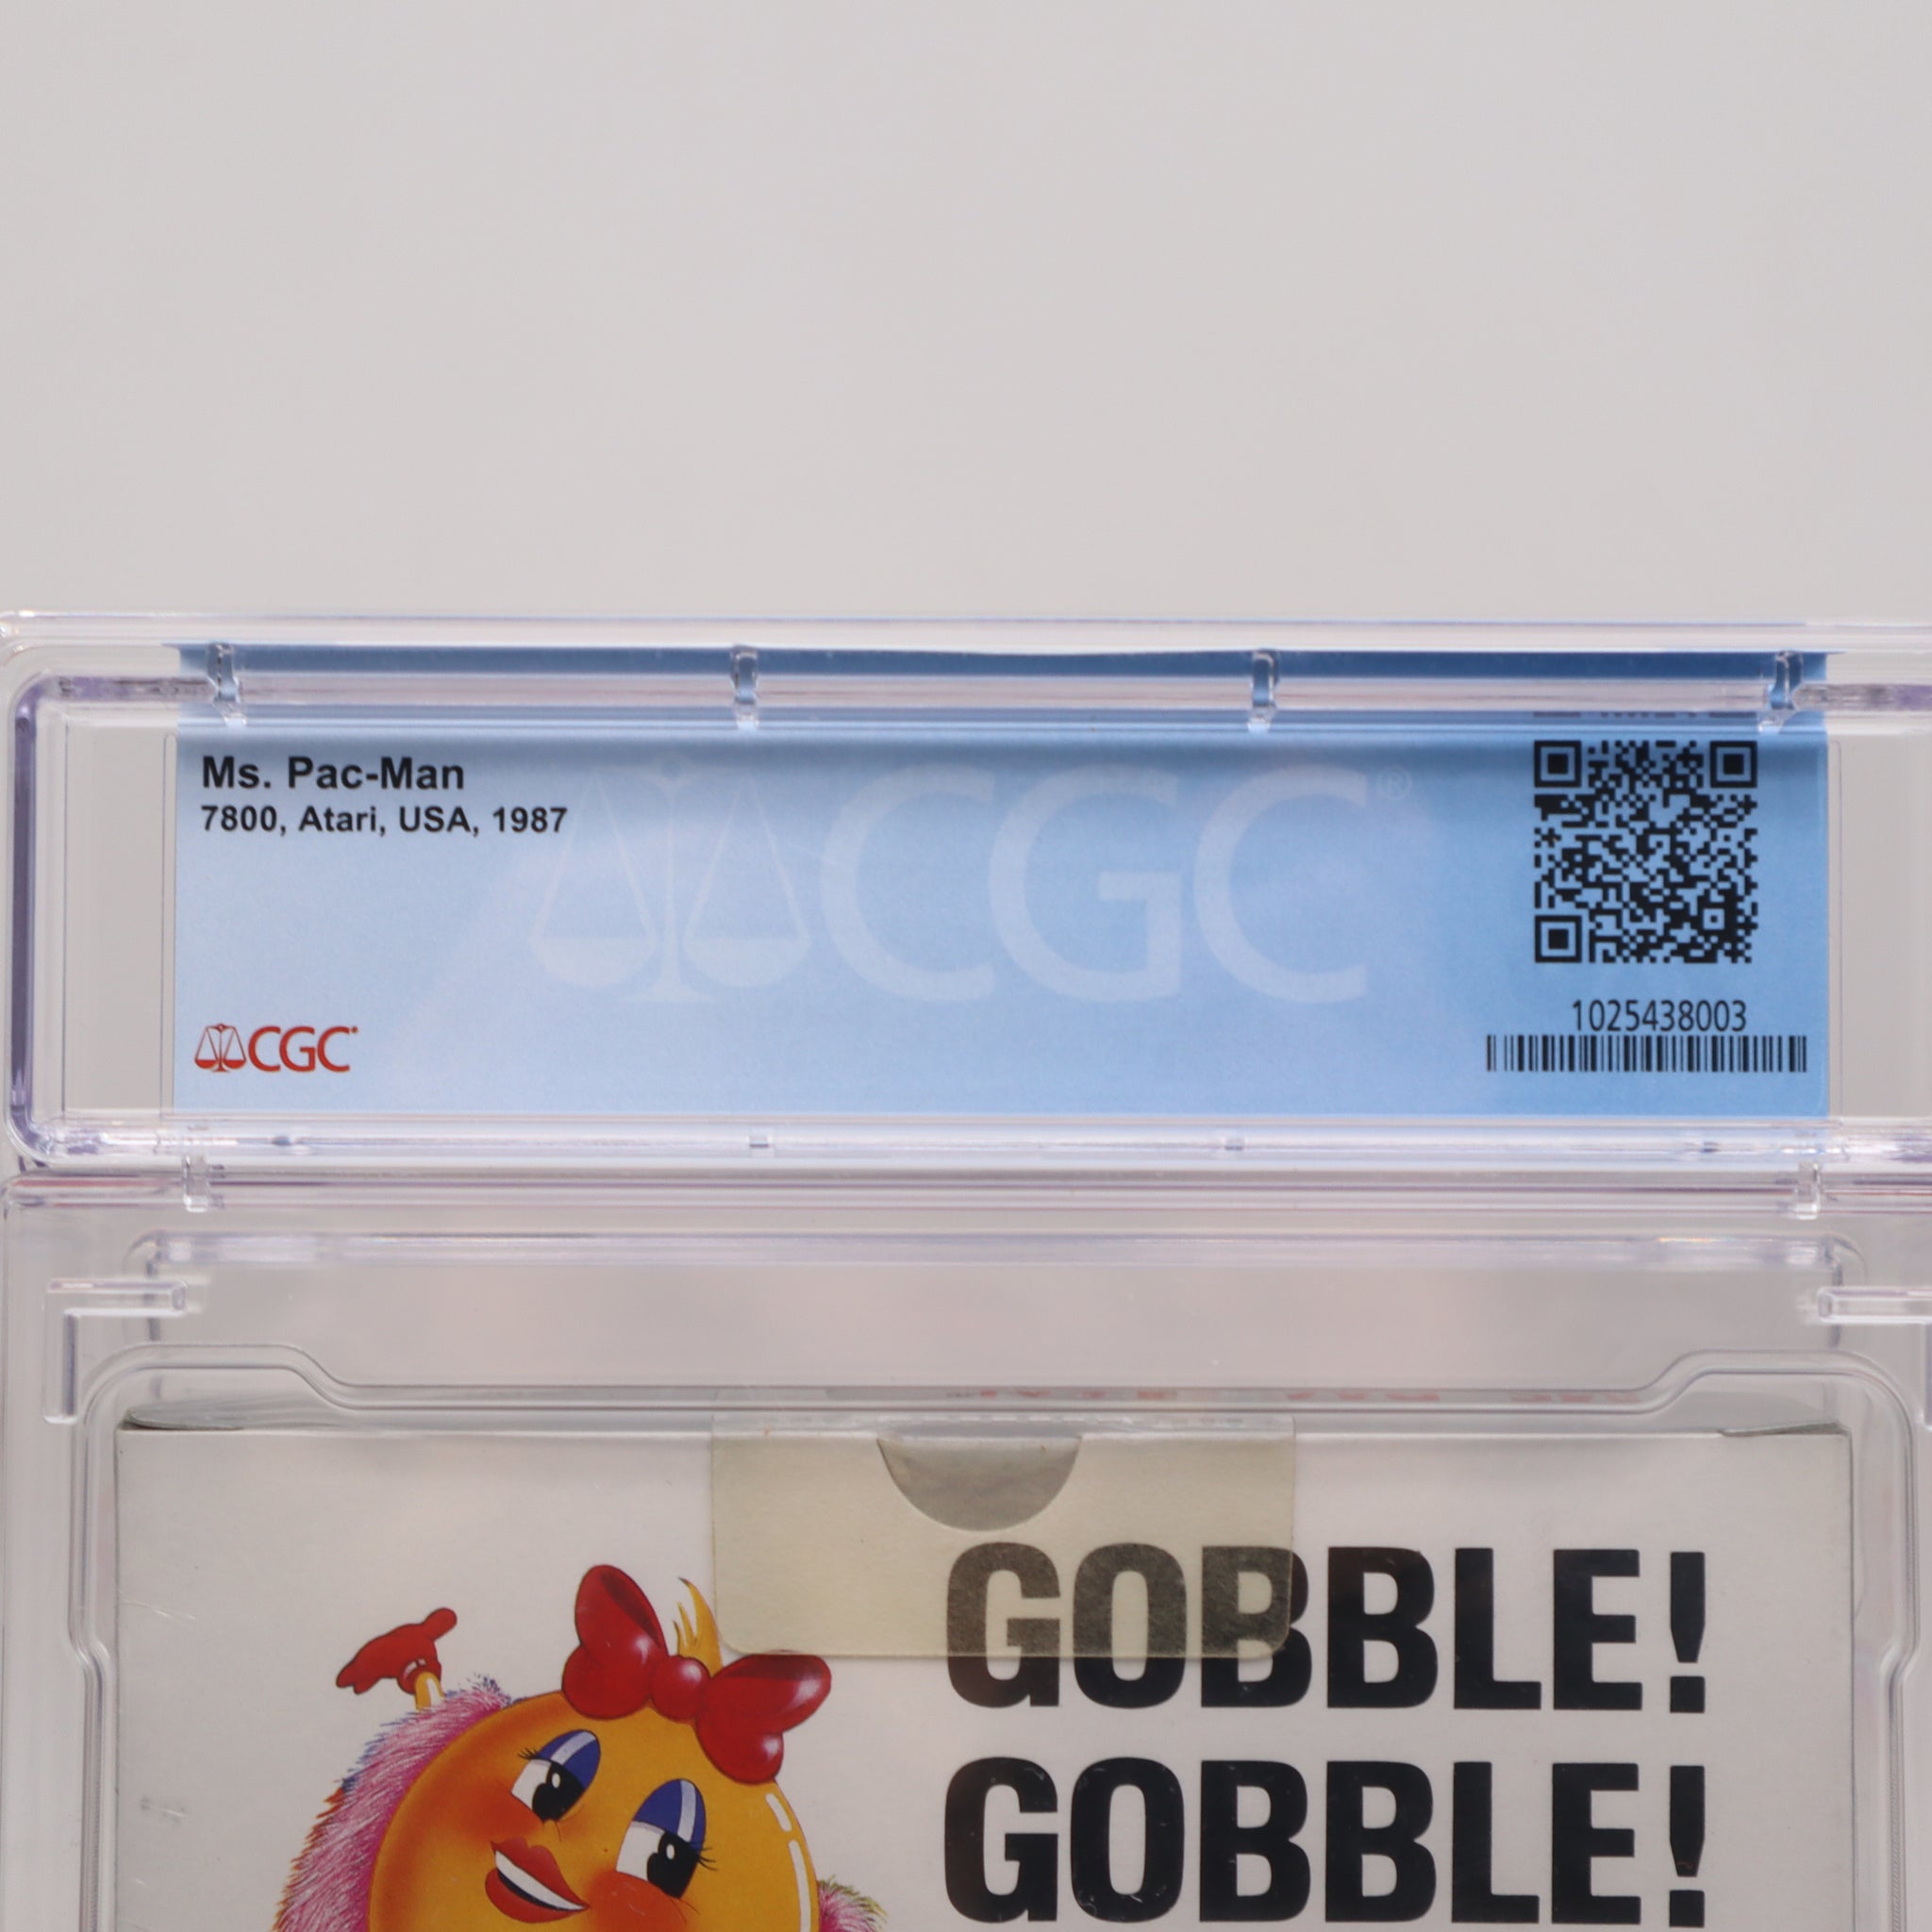 Ms. Pac-Man
7800, Atari, USA, 1987
CGC®
1025438003
CGC
GOBBLE!
GOBBLE!